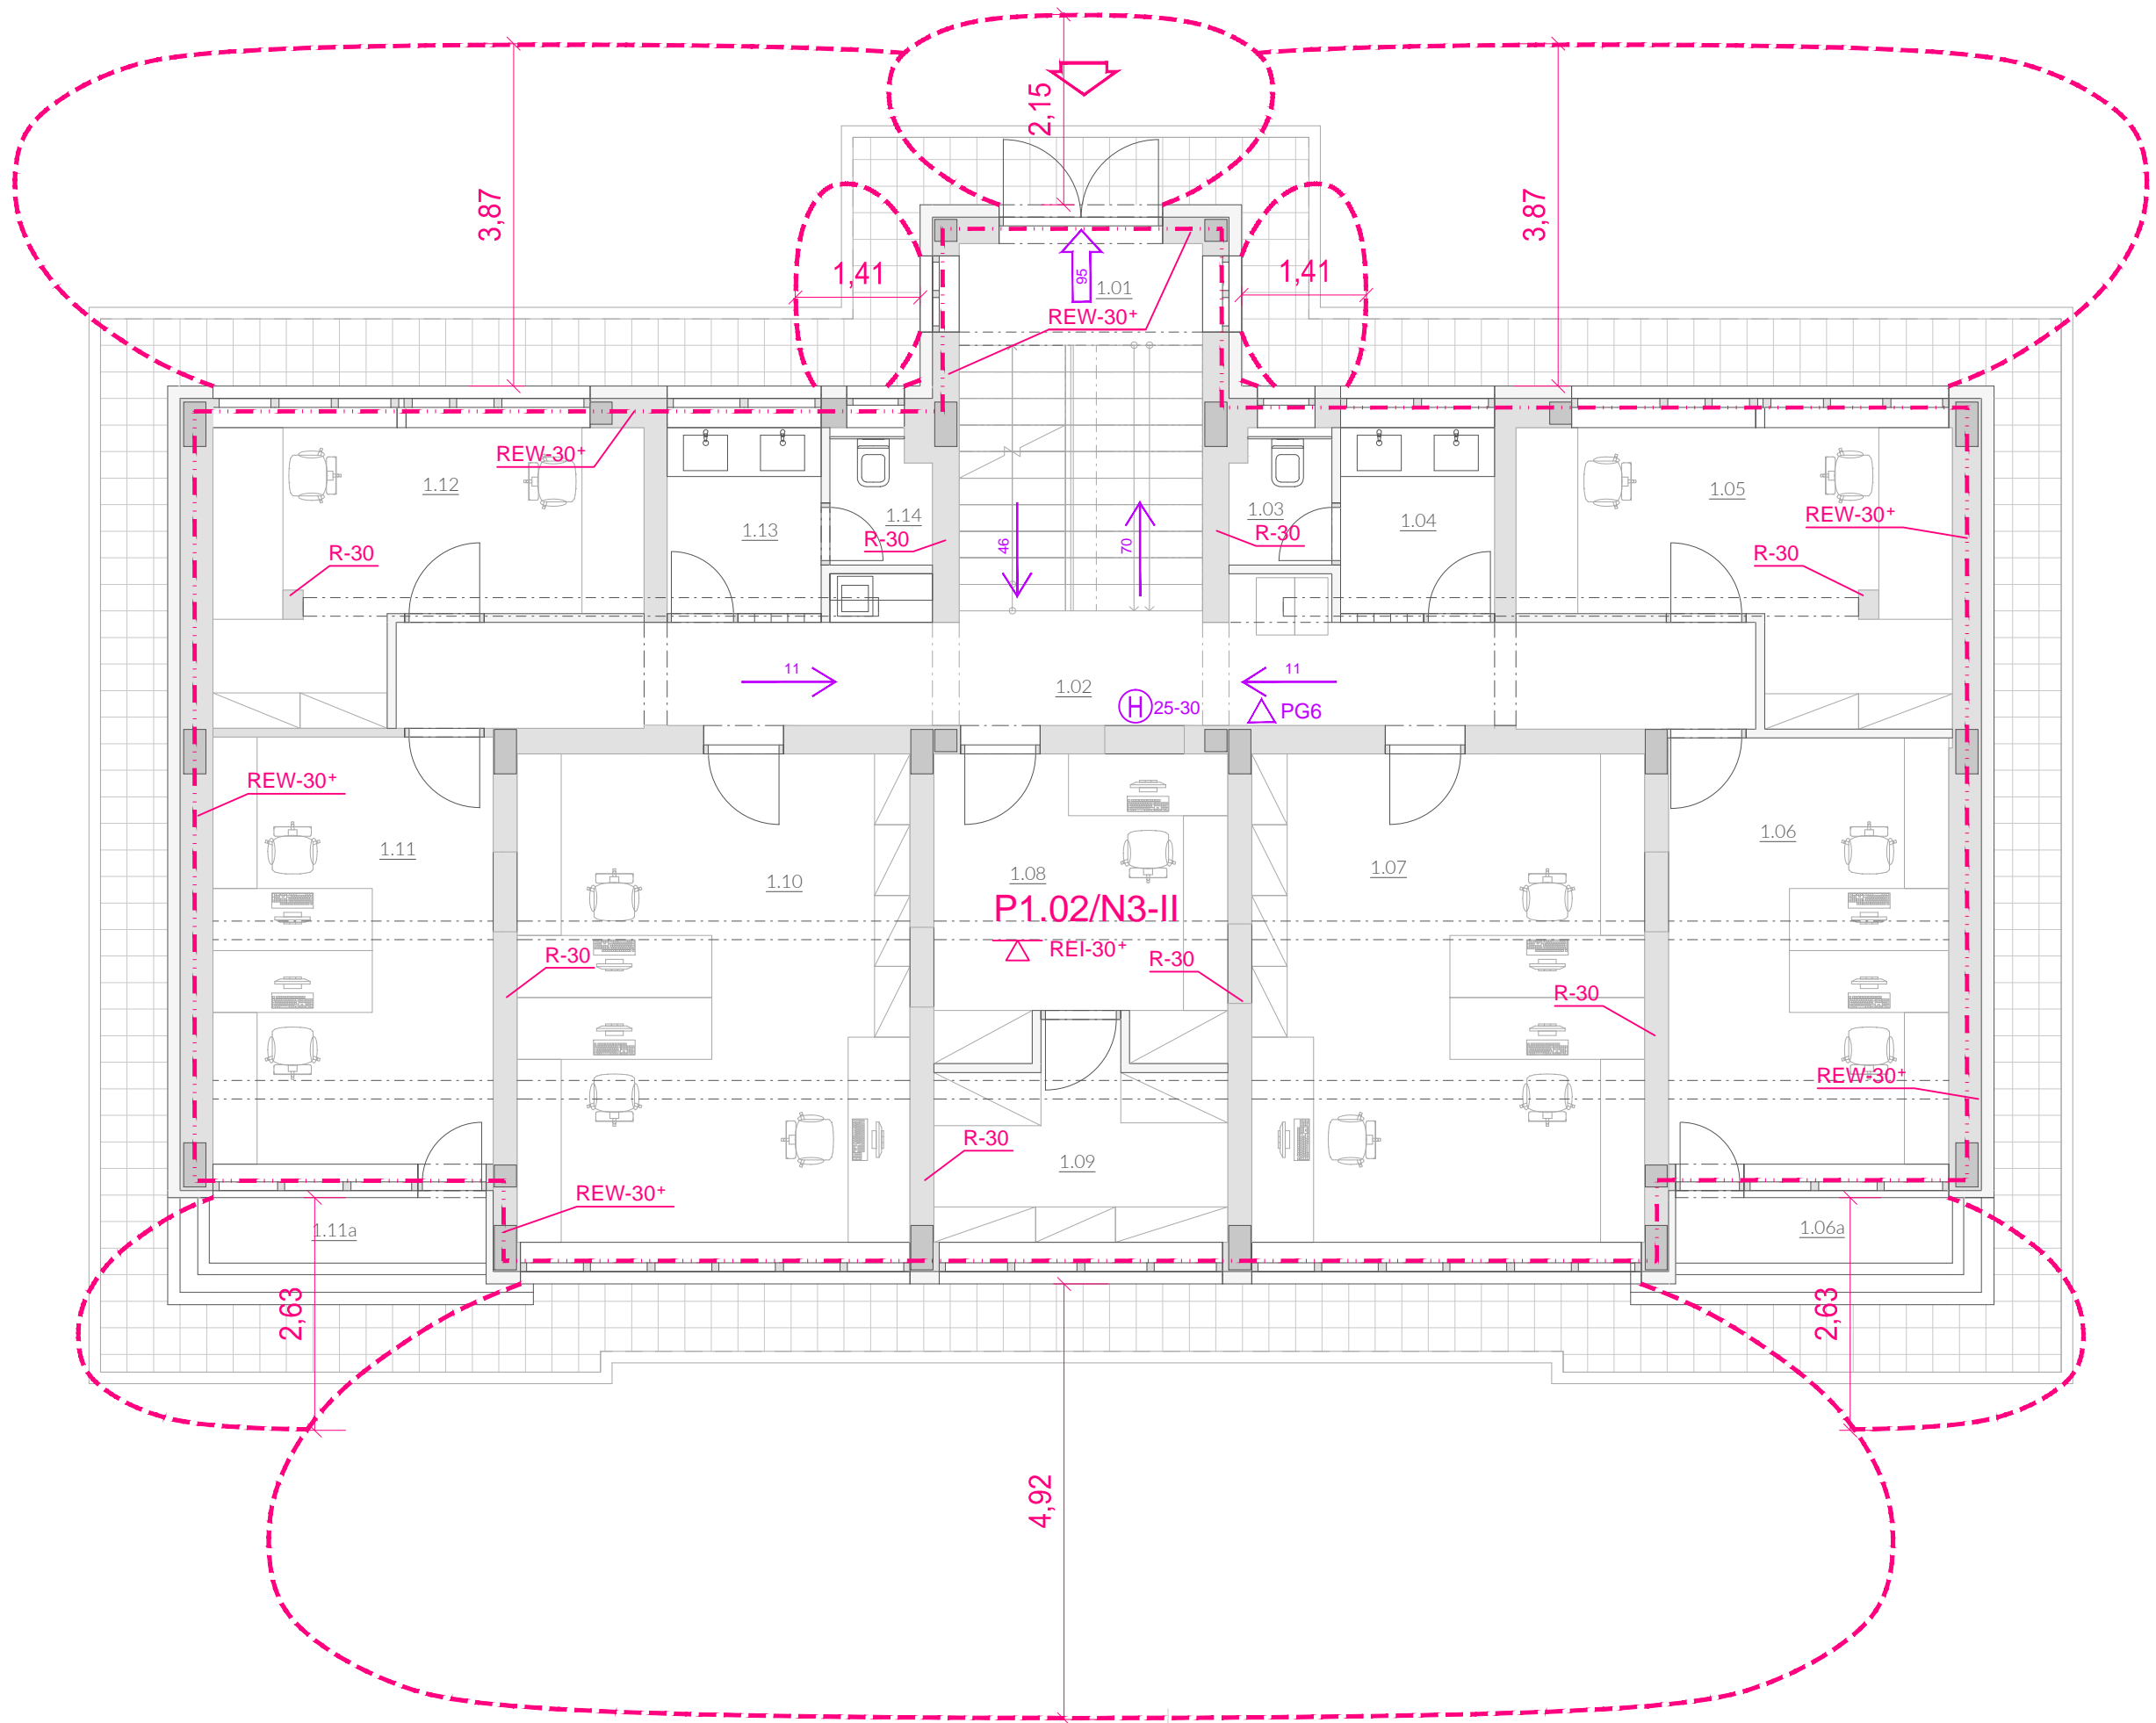 2,15
3,87
3,87
1,41
1,41
95
1.01
REW-30+
REW-30+
1.12
1.13
1.14
R-30
R-30
46
70
1.03
R-30
1.04
1.05
REW-30+
R-30
11
1.02
11
H 25-30
PG6
REW-30+
1.11
1.10
1.08
1.07
1.06
P1.02/N3-II
REI-30+
R-30
R-30
R-30
REW-30+
R-30
1.09
REW-30+
1.11a
1.06a
2,63
2,63
4,92